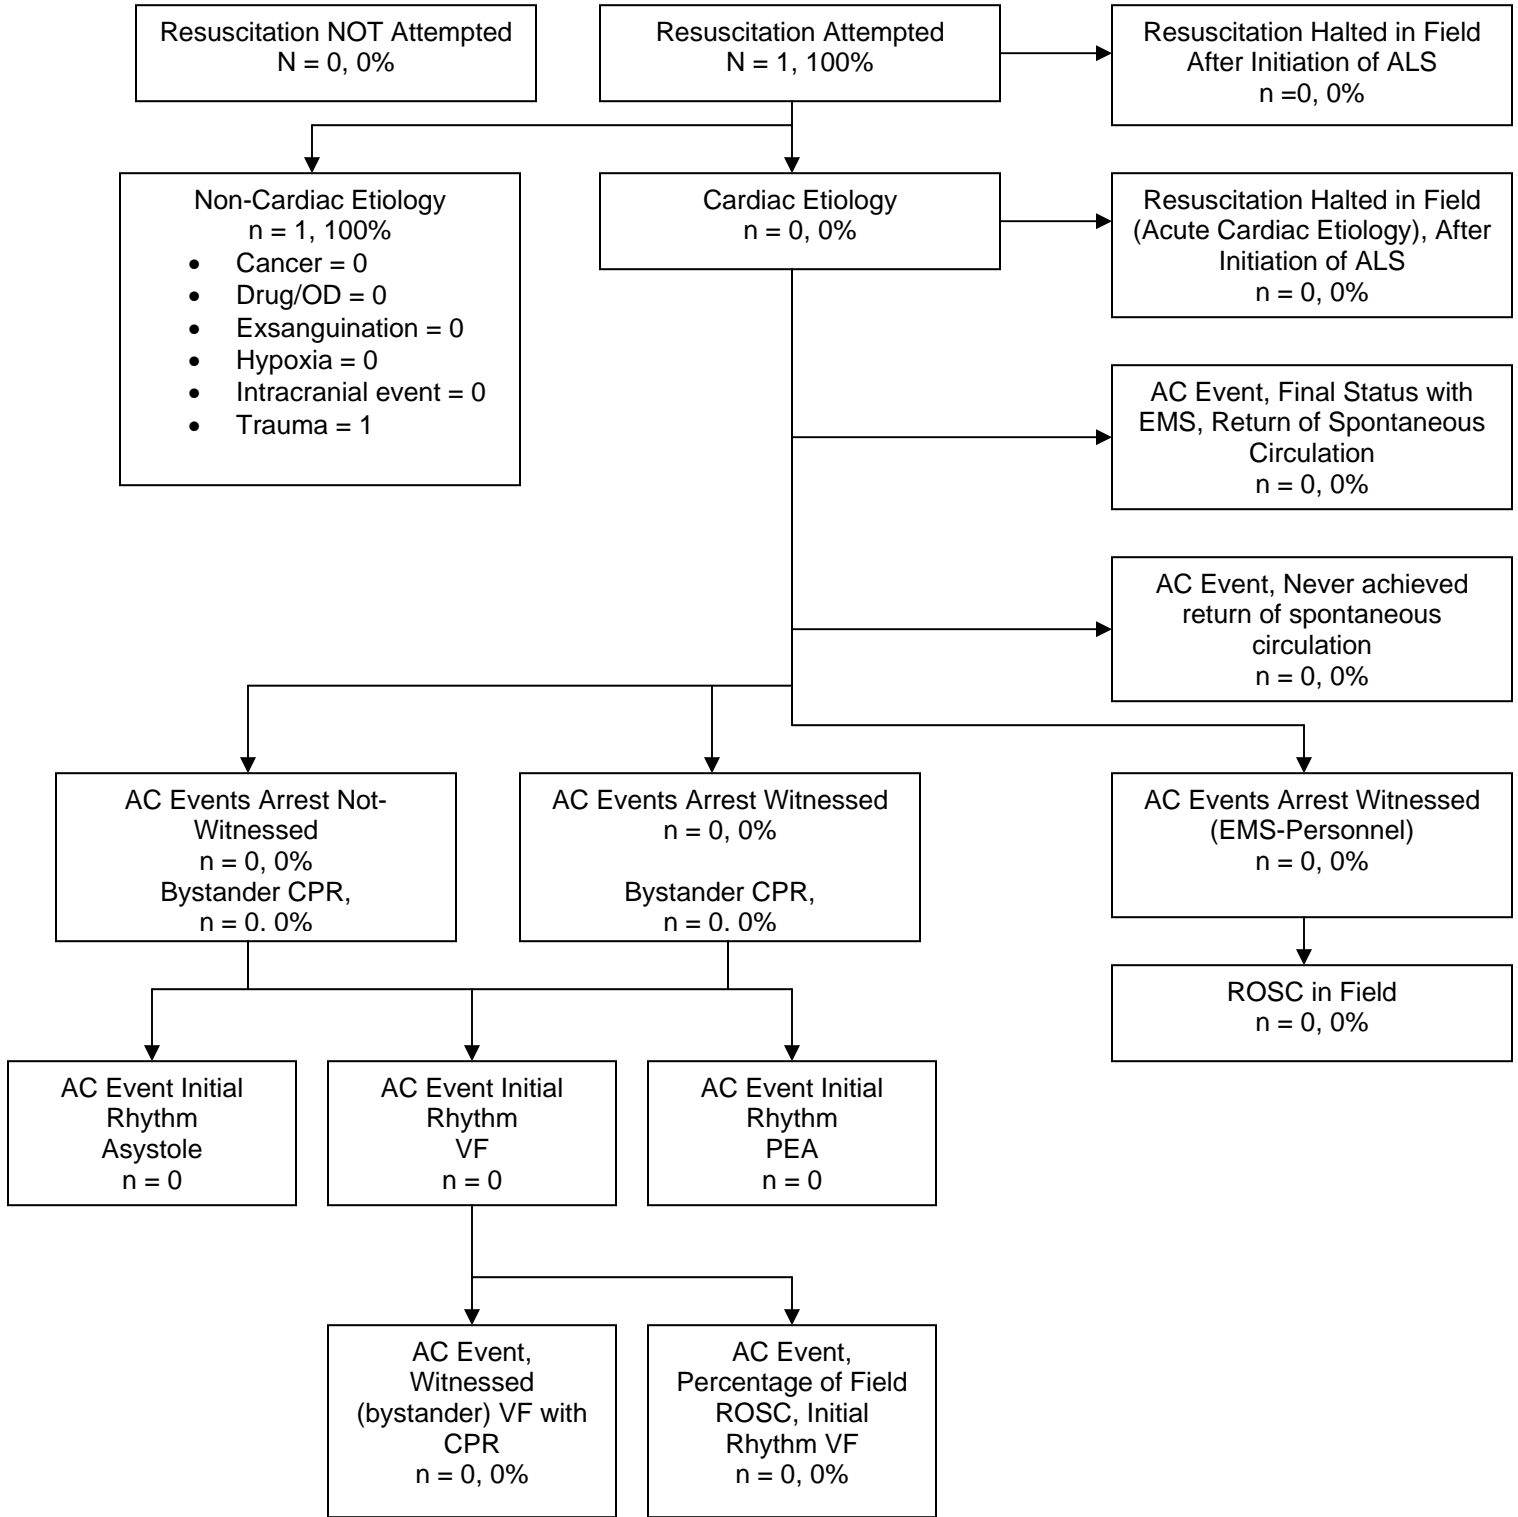 Resuscitation NOT Attempted
N = 0, 0%
Resuscitation Attempted
N = 1, 100%
Resuscitation Halted in Field
After Initiation of ALS
n =0, 0%
Non-Cardiac Etiology
n = 1, 100%
• Cancer = 0
• Drug/OD = 0
• Exsanguination = 0
• Hypoxia = 0
• Intracranial event = 0
• Trauma = 1
Cardiac Etiology
n = 0, 0%
Resuscitation Halted in Field
(Acute Cardiac Etiology), After
Initiation of ALS
n = 0, 0%
AC Event, Final Status with
EMS, Return of Spontaneous
Circulation
n = 0, 0%
AC Event, Never achieved
return of spontaneous
circulation
n = 0, 0%
AC Events Arrest Not-
Witnessed
n = 0, 0%
Bystander CPR,
n = 0. 0%
AC Events Arrest Witnessed
n = 0, 0%
Bystander CPR,
n = 0. 0%
AC Events Arrest Witnessed
(EMS-Personnel)
n = 0, 0%
ROSC in Field
n = 0, 0%
AC Event Initial
Rhythm
Asystole
n = 0
AC Event Initial
Rhythm
VF
n = 0
AC Event Initial
Rhythm
PEA
n = 0
AC Event,
Witnessed
(bystander) VF with
CPR
n = 0, 0%
AC Event,
Percentage of Field
ROSC, Initial
Rhythm VF
n = 0, 0%